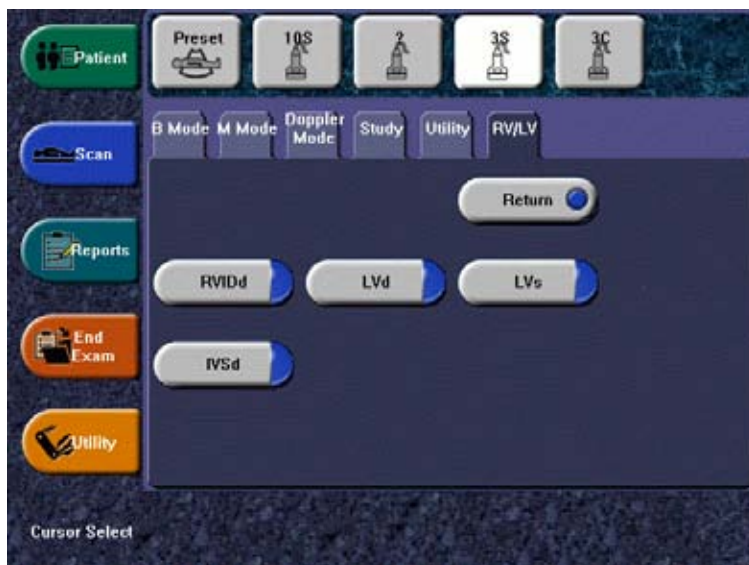 Patient
Preset
10S
2
3S
3C
B Mode M Mode Doppler Mode Study Utility RV/LV
Scan
Return
Reports
RVIDd LVd LVs
End
Exam
IVSd
Utility
Cursor Select